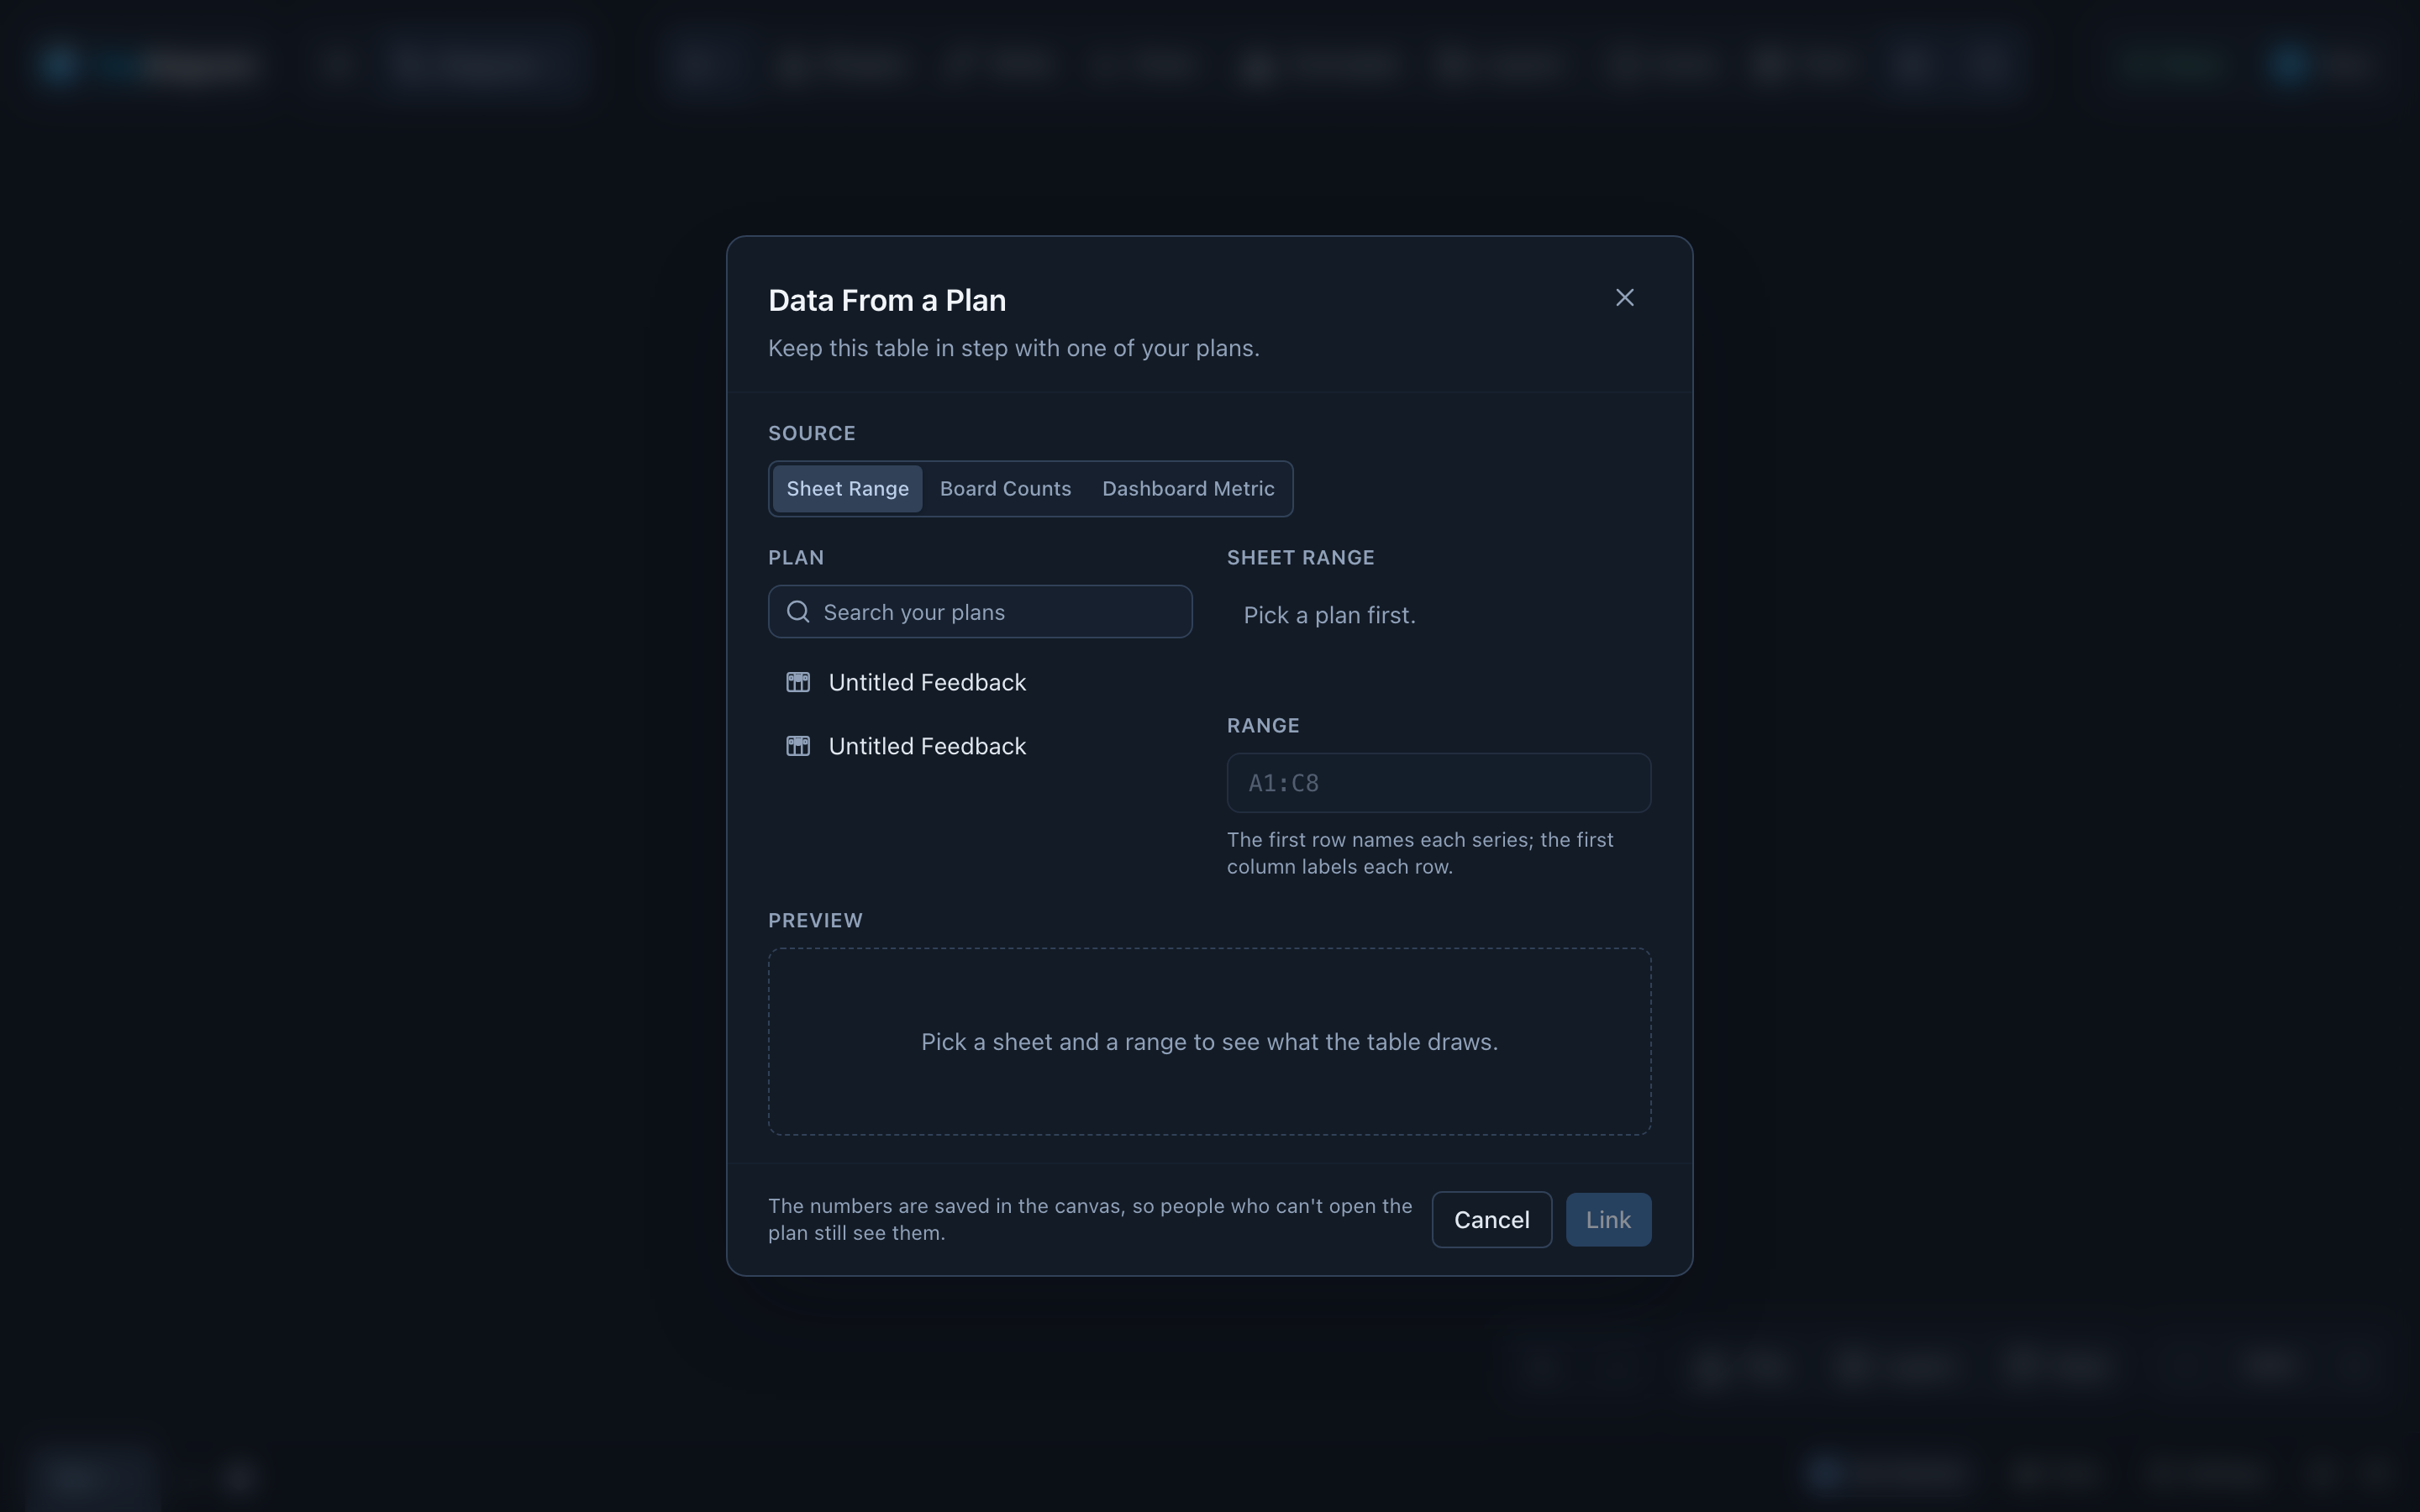 Data From a Plan
Keep this table in step with one of your plans.
SOURCE
Sheet Range
Board Counts
Dashboard Metric
PLAN
Search your plans
Untitled Feedback
Untitled Feedback
SHEET RANGE
Pick a plan first.
RANGE
A1:C8
The first row names each series; the first
column labels each row.
PREVIEW
Pick a sheet and a range to see what the table draws.
The numbers are saved in the canvas, so people who can't open the
plan still see them.
Cancel
Link